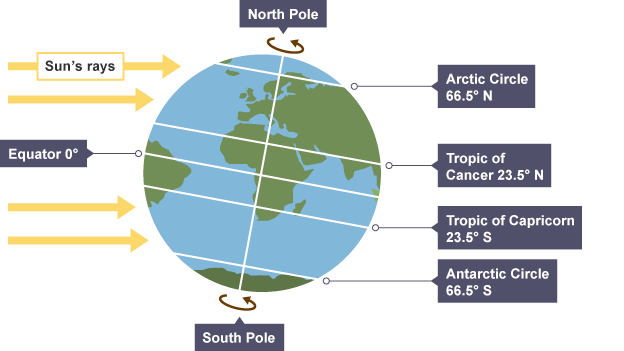 North Pole
Sun's rays
Arctic Circle
66.5° N
Equator 0°
Tropic of
Cancer 23.5° N
Tropic of Capricorn
23.5° S
Antarctic Circle
66.5° S
South Pole